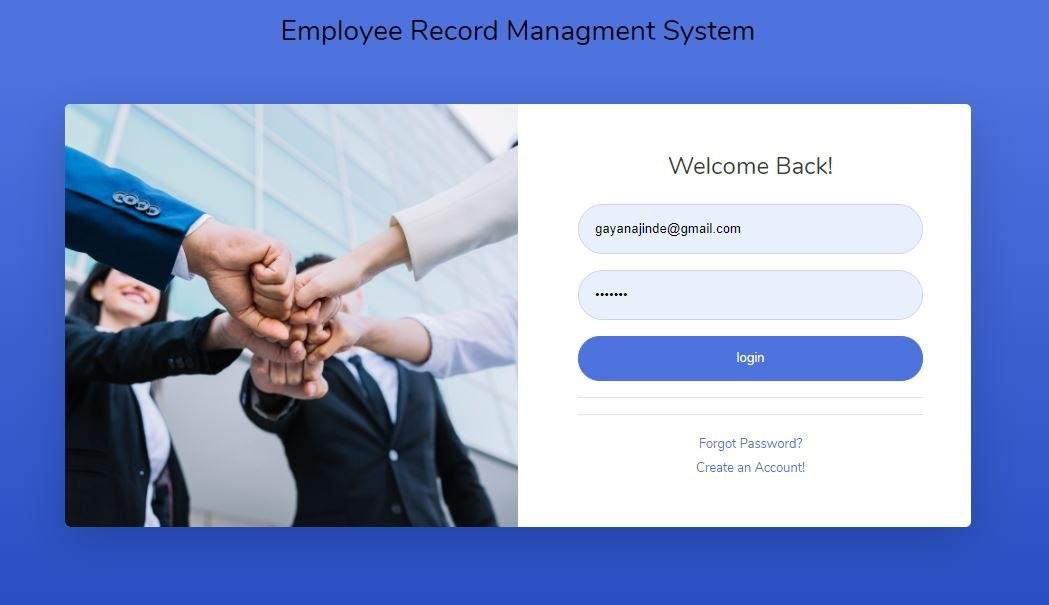 Employee Record Managment System
Welcome Back!
gayanajinde@gmail.com
•••••••
login
Forgot Password?
Create an Account!